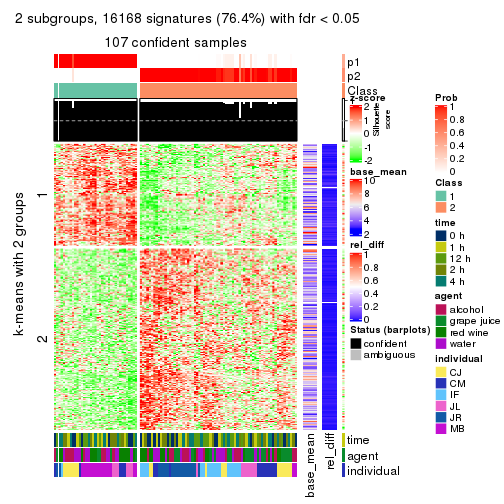 2 subgroups, 16168 signatures (76.4%) with fdr < 0.05
107 confident samples
p1
p2
Class
Silhouette score
k-means with 2 groups
1
2
time
agent
individual
base_mean
rel_diff
z-score
2
1
0
-1
-2
base_mean
10
8
6
4
2
rel_diff
1
0.8
0.6
0.4
0.2
0
Status (barplots)
confident
ambiguous
Prob
1
0.8
0.6
0.4
0.2
0
Class
1
2
time
0 h
1 h
12 h
2 h
4 h
agent
alcohol
grape juice
red wine
water
individual
CJ
CM
IF
JL
JR
MB